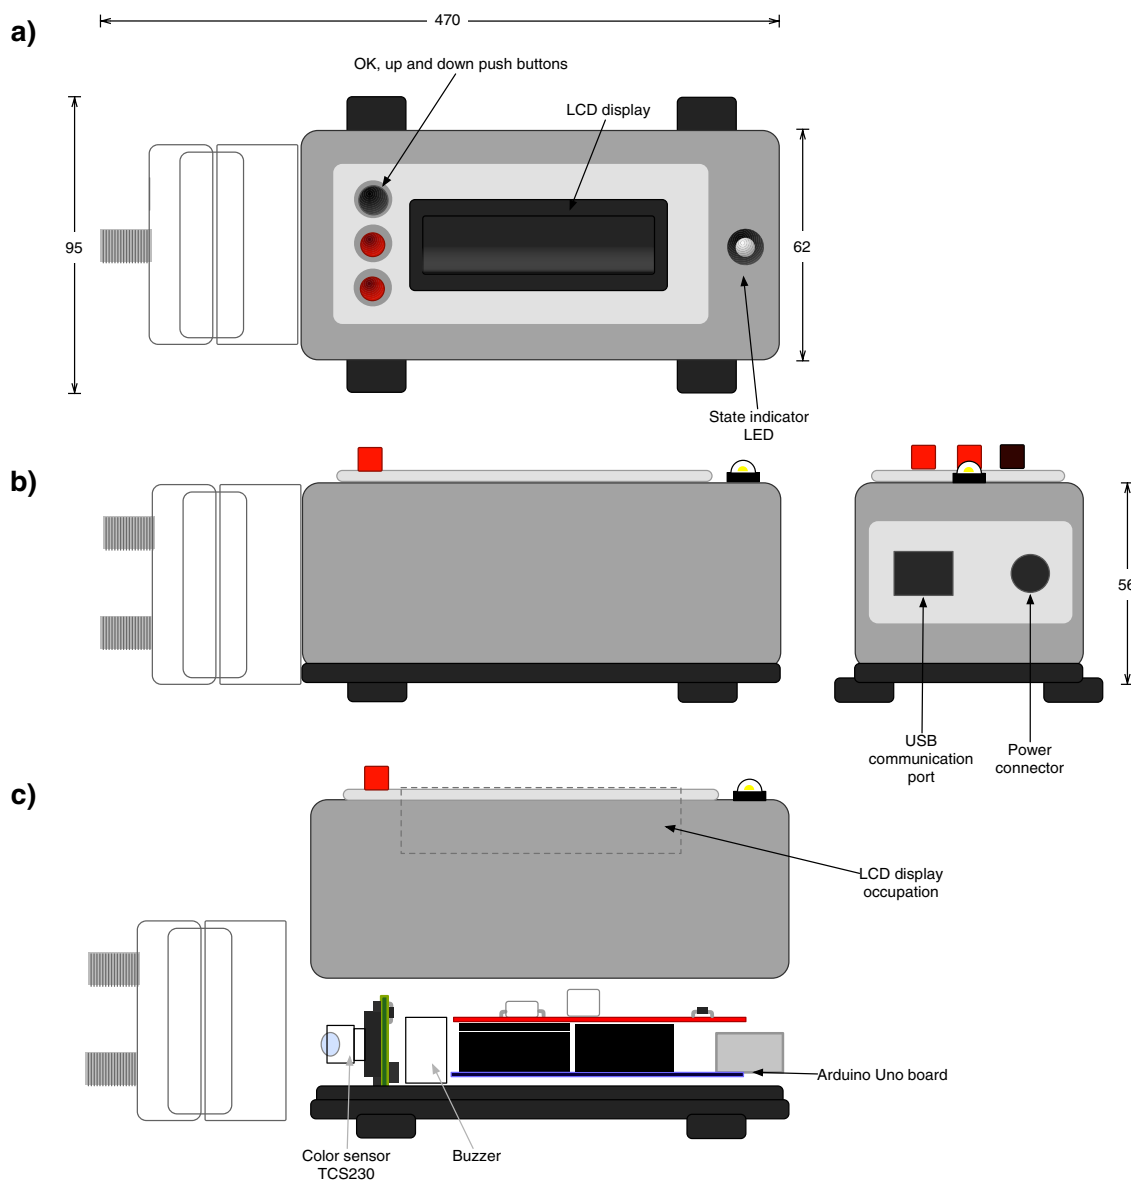 a)
470
OK, up and down push buttons
LCD display
95
62
State indicator
LED
b)
56
USB
communication
port
Power
connector
c)
LCD display
occupation
Arduino Uno board
Color sensor
TCS230
Buzzer